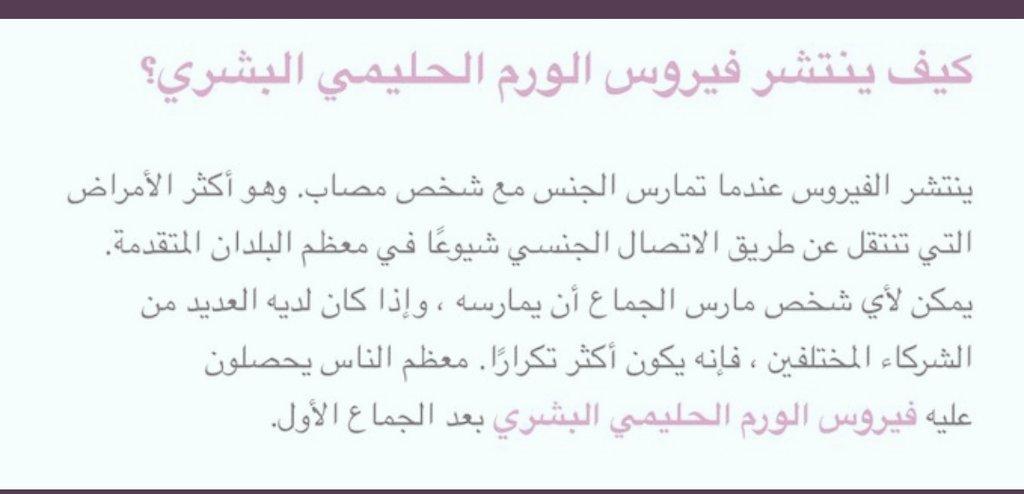 كيف ينتشر فيروس الورم الحليمي البشري؟
ينتشر الفيروس عندما تمارس الجنس مع شخص مصاب. وهو أكثر الأمراض
التي تنتقل عن طريق الاتصال الجنسي شيوعًا في معظم البلدان المتقدمة.
يمكن لأي شخص مارس الجماع أن يمارسه ، وإذا كان لديه العديد من
الشركاء المختلفين ، فإنه يكون أكثر تكرارًا. معظم الناس يحصلون
عليه فيروس الورم الحليمي البشري بعد الجماع الأول.